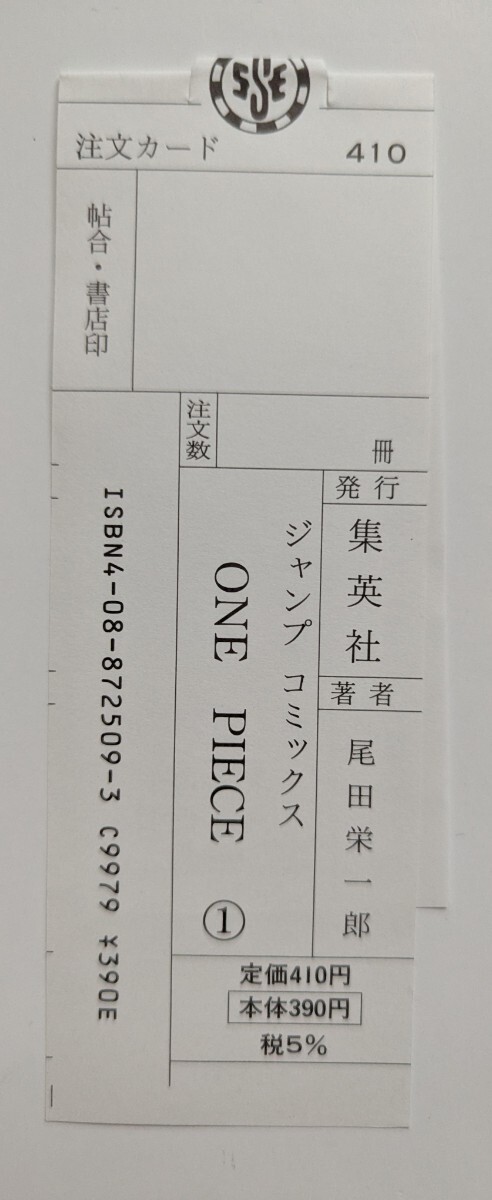 SUE
注文カード
410
帖合・書店印
注文数
冊
発行
集英社
著者
尾田栄一郎
ジャンプ コミックス
ONE PIECE ①
ISBN4-08-872509-3 C9979 ¥390E
定価410円
本体390円
税5%